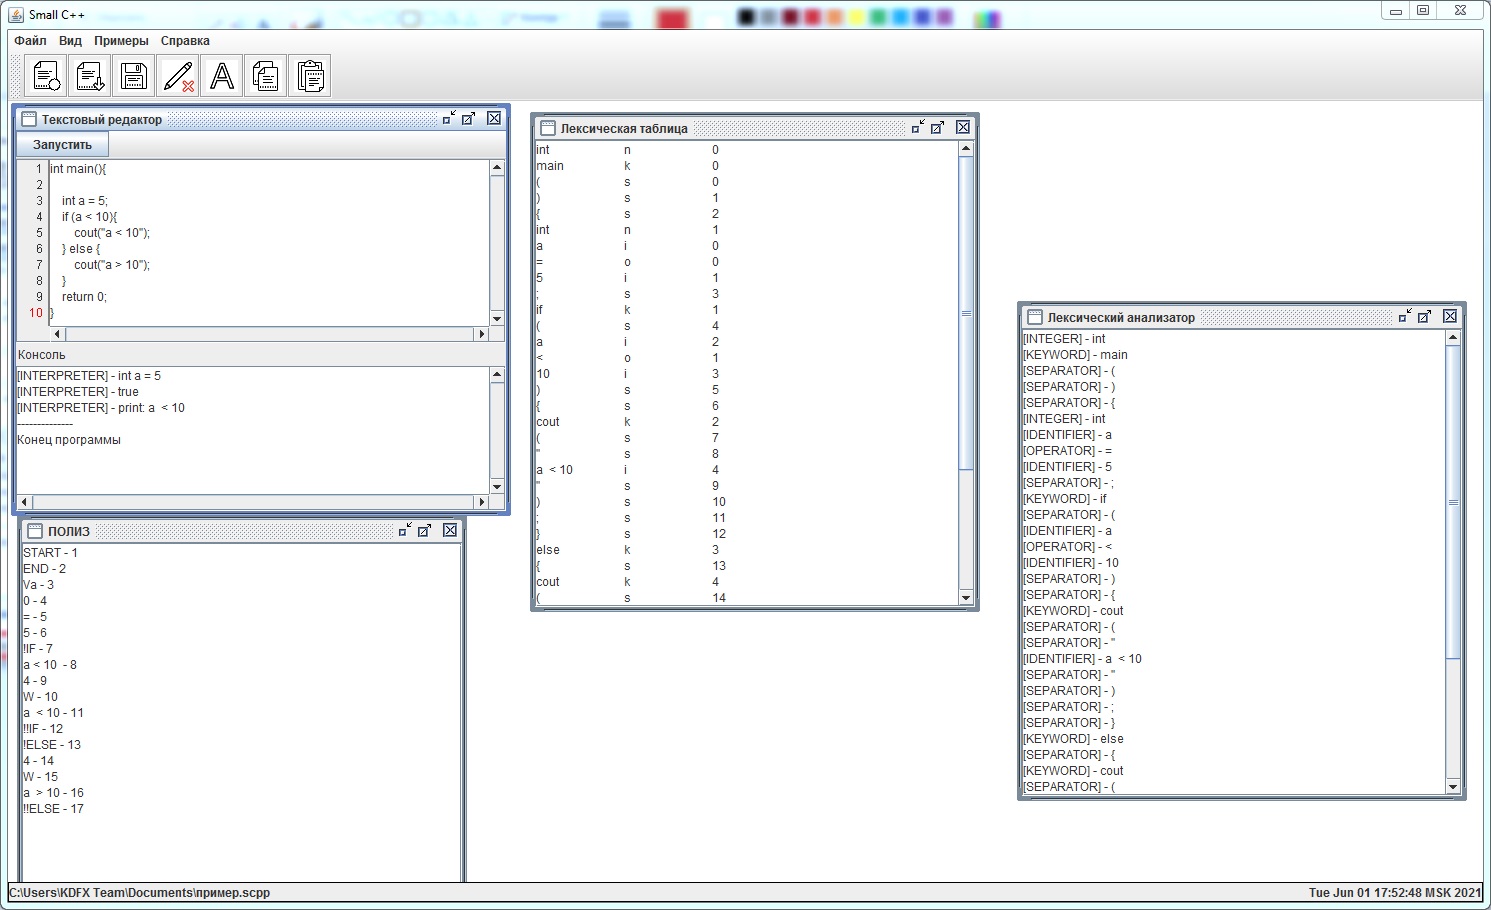 Small C++
Файл Вид Примеры Справка
Текстовый редактор
Запустить
1 int main(){
2
3 int a = 5;
4 if (a < 10){
5 cout("a < 10");
6 } else {
7 cout("a > 10");
8 }
9 return 0;
10 }
Консоль
[INTERPRETER] - int a = 5
[INTERPRETER] - true
[INTERPRETER] - print: a  < 10
--------------
Конец программы
ПОЛИЗ
START - 1
END - 2
Va - 3
0 - 4
= - 5
5 - 6
!IF - 7
a < 10  - 8
4 - 9
W - 10
a  < 10 - 11
!!IF - 12
!ELSE - 13
4 - 14
W - 15
a  > 10 - 16
!!ELSE - 17
Лексическая таблица
int n 0
main k 0
( s 0
) s 1
{ s 2
int n 1
a i 0
= o 0
5 i 1
; s 3
if k 1
( s 4
a i 2
< o 1
10 i 3
) s 5
{ s 6
cout k 2
( s 7
" s 8
a  < 10 i 4
" s 9
) s 10
; s 11
} s 12
else k 3
{ s 13
cout k 4
( s 14
Лексический анализатор
[INTEGER] - int
[KEYWORD] - main
[SEPARATOR] - (
[SEPARATOR] - )
[SEPARATOR] - {
[INTEGER] - int
[IDENTIFIER] - a
[OPERATOR] - =
[IDENTIFIER] - 5
[SEPARATOR] - ;
[KEYWORD] - if
[SEPARATOR] - (
[IDENTIFIER] - a
[OPERATOR] - <
[IDENTIFIER] - 10
[SEPARATOR] - )
[SEPARATOR] - {
[KEYWORD] - cout
[SEPARATOR] - (
[SEPARATOR] - "
[IDENTIFIER] - a  < 10
[SEPARATOR] - "
[SEPARATOR] - )
[SEPARATOR] - ;
[SEPARATOR] - }
[KEYWORD] - else
[SEPARATOR] - {
[KEYWORD] - cout
[SEPARATOR] - (
C:\Users\KDFX Team\Documents\пример.scpp
Tue Jun 01 17:52:48 MSK 2021